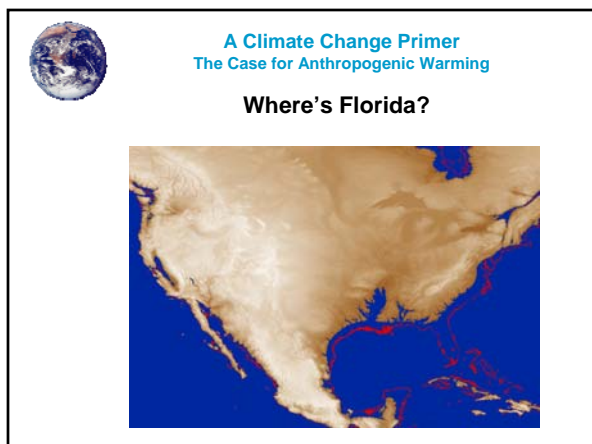 A Climate Change Primer
The Case for Anthropogenic Warming
Where's Florida?